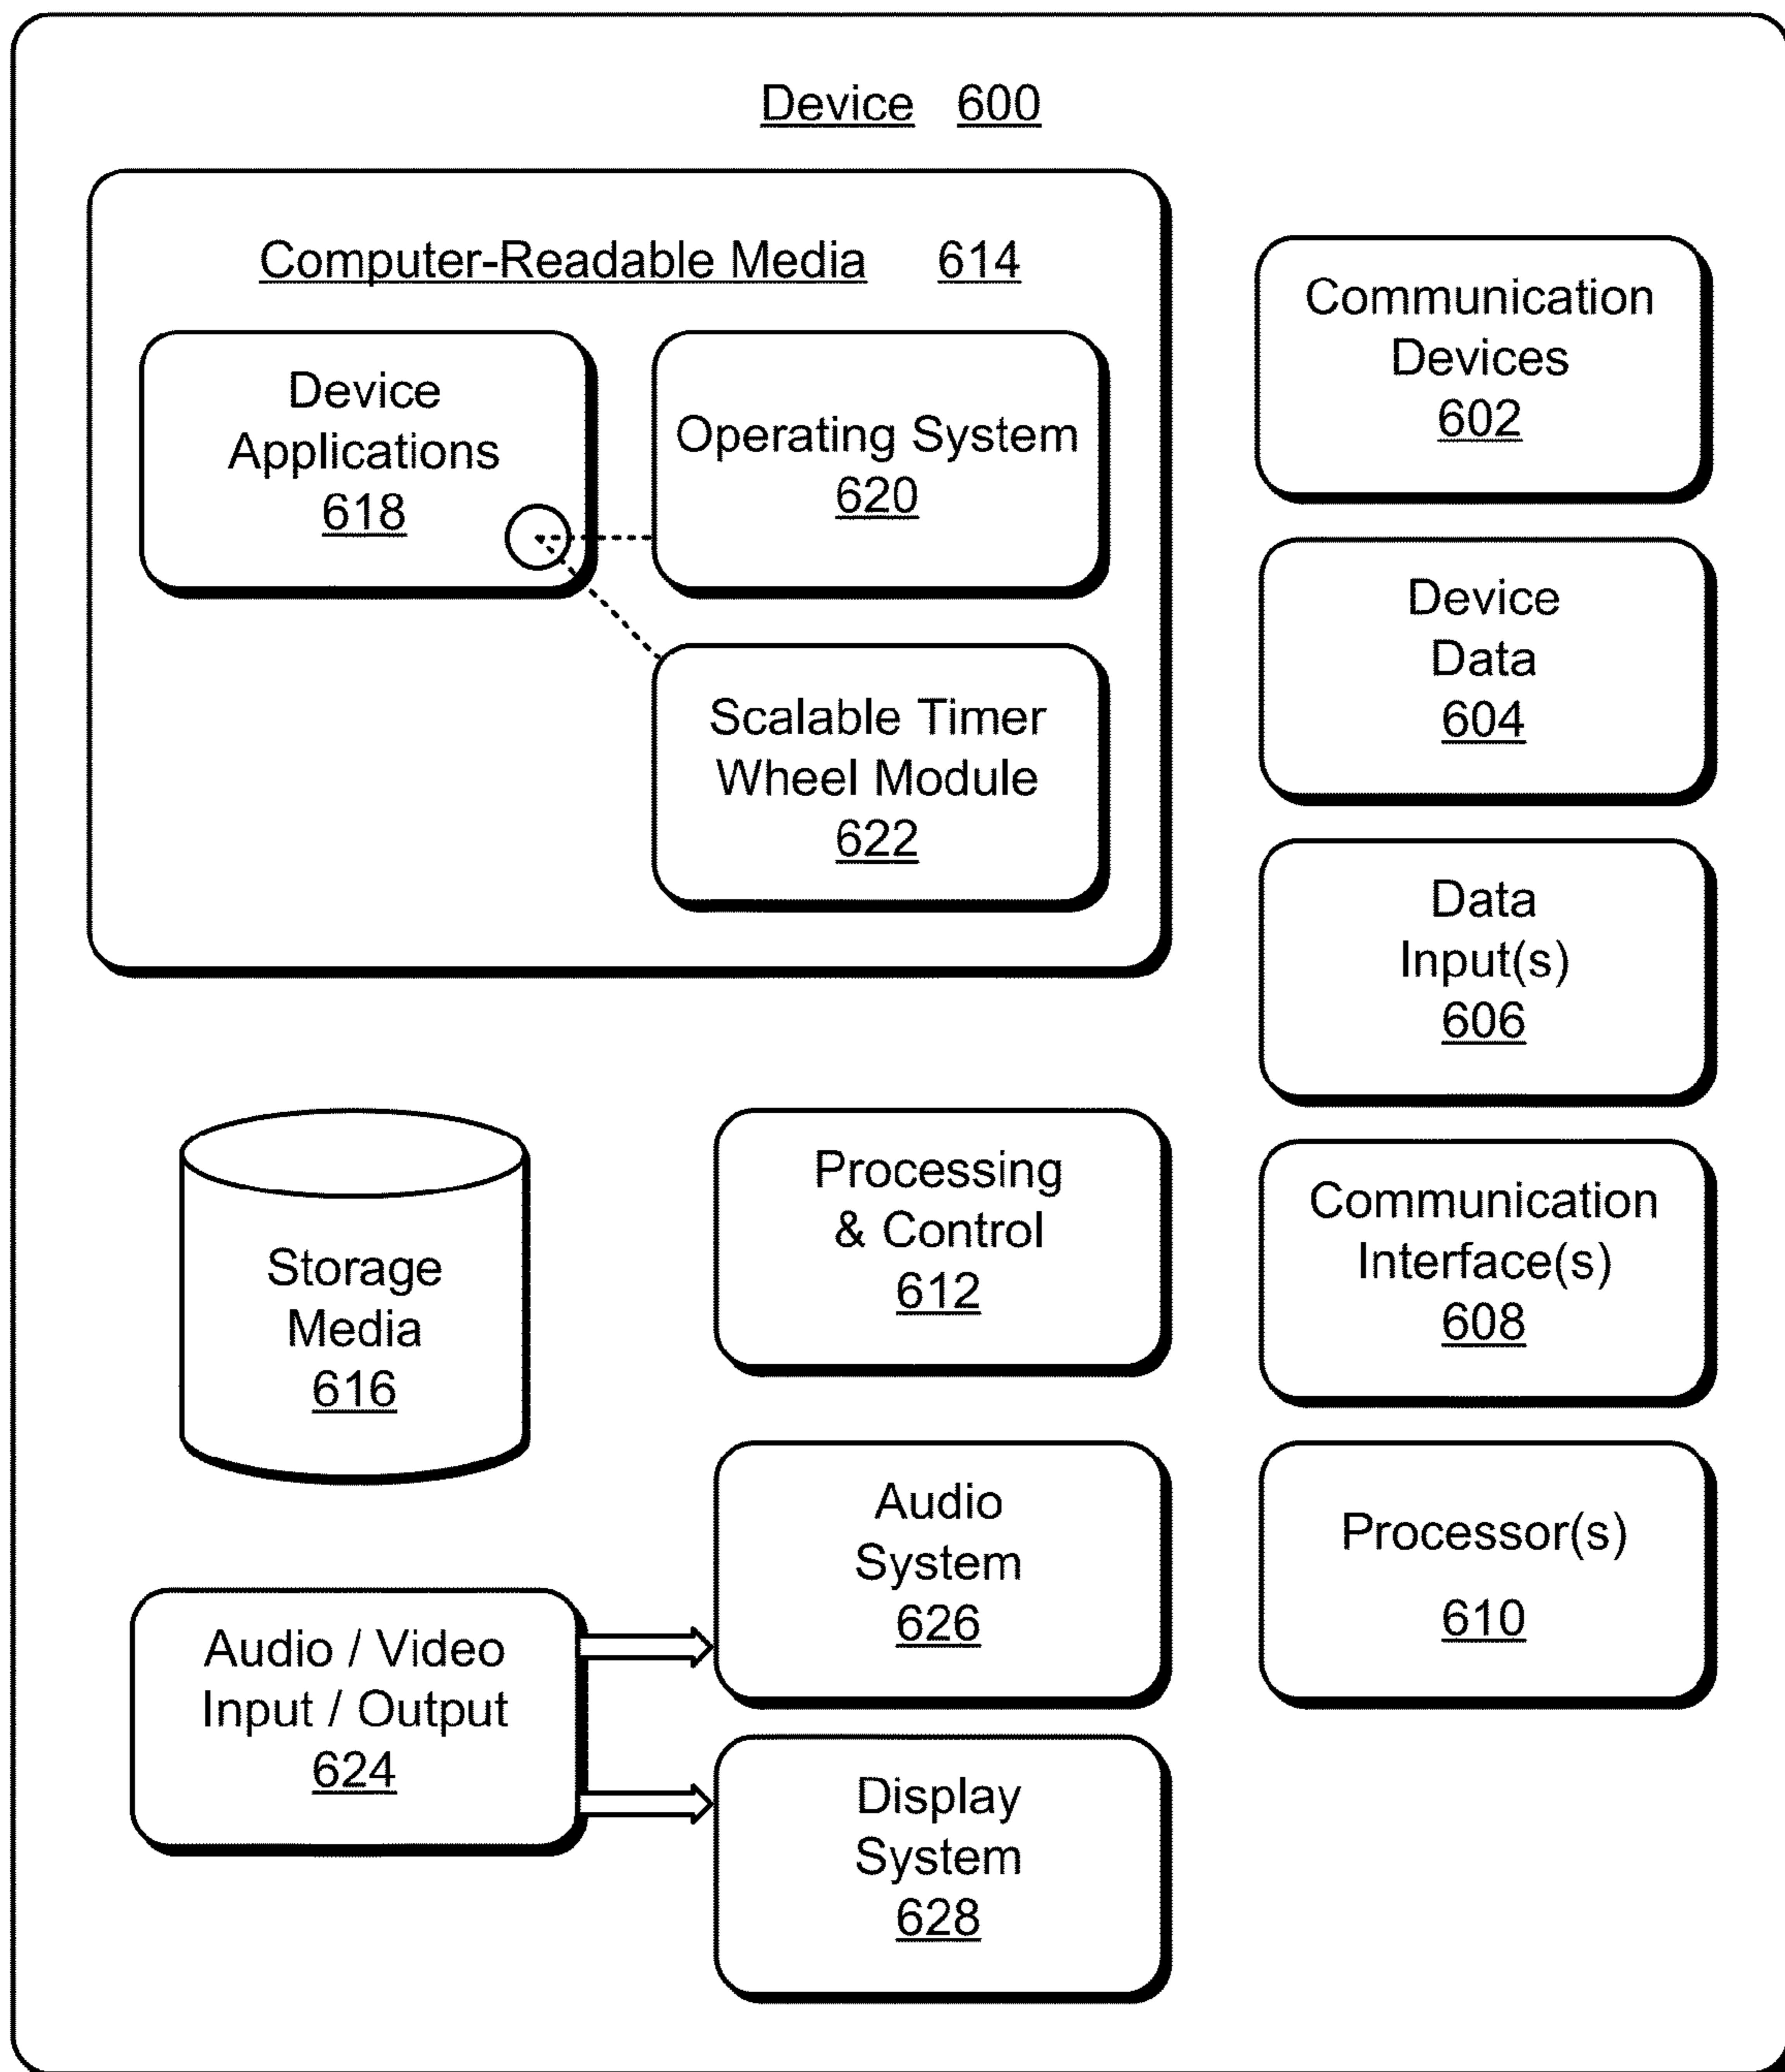 Device 600
Computer-Readable Media 614
Device
Applications
618
Operating System
620
Scalable Timer
Wheel Module
622
Communication
Devices
602
Device
Data
604
Data
Input(s)
606
Communication
Interface(s)
608
Processor(s)
610
Storage
Media
616
Processing
& Control
612
Audio / Video
Input / Output
624
Audio
System
626
Display
System
628